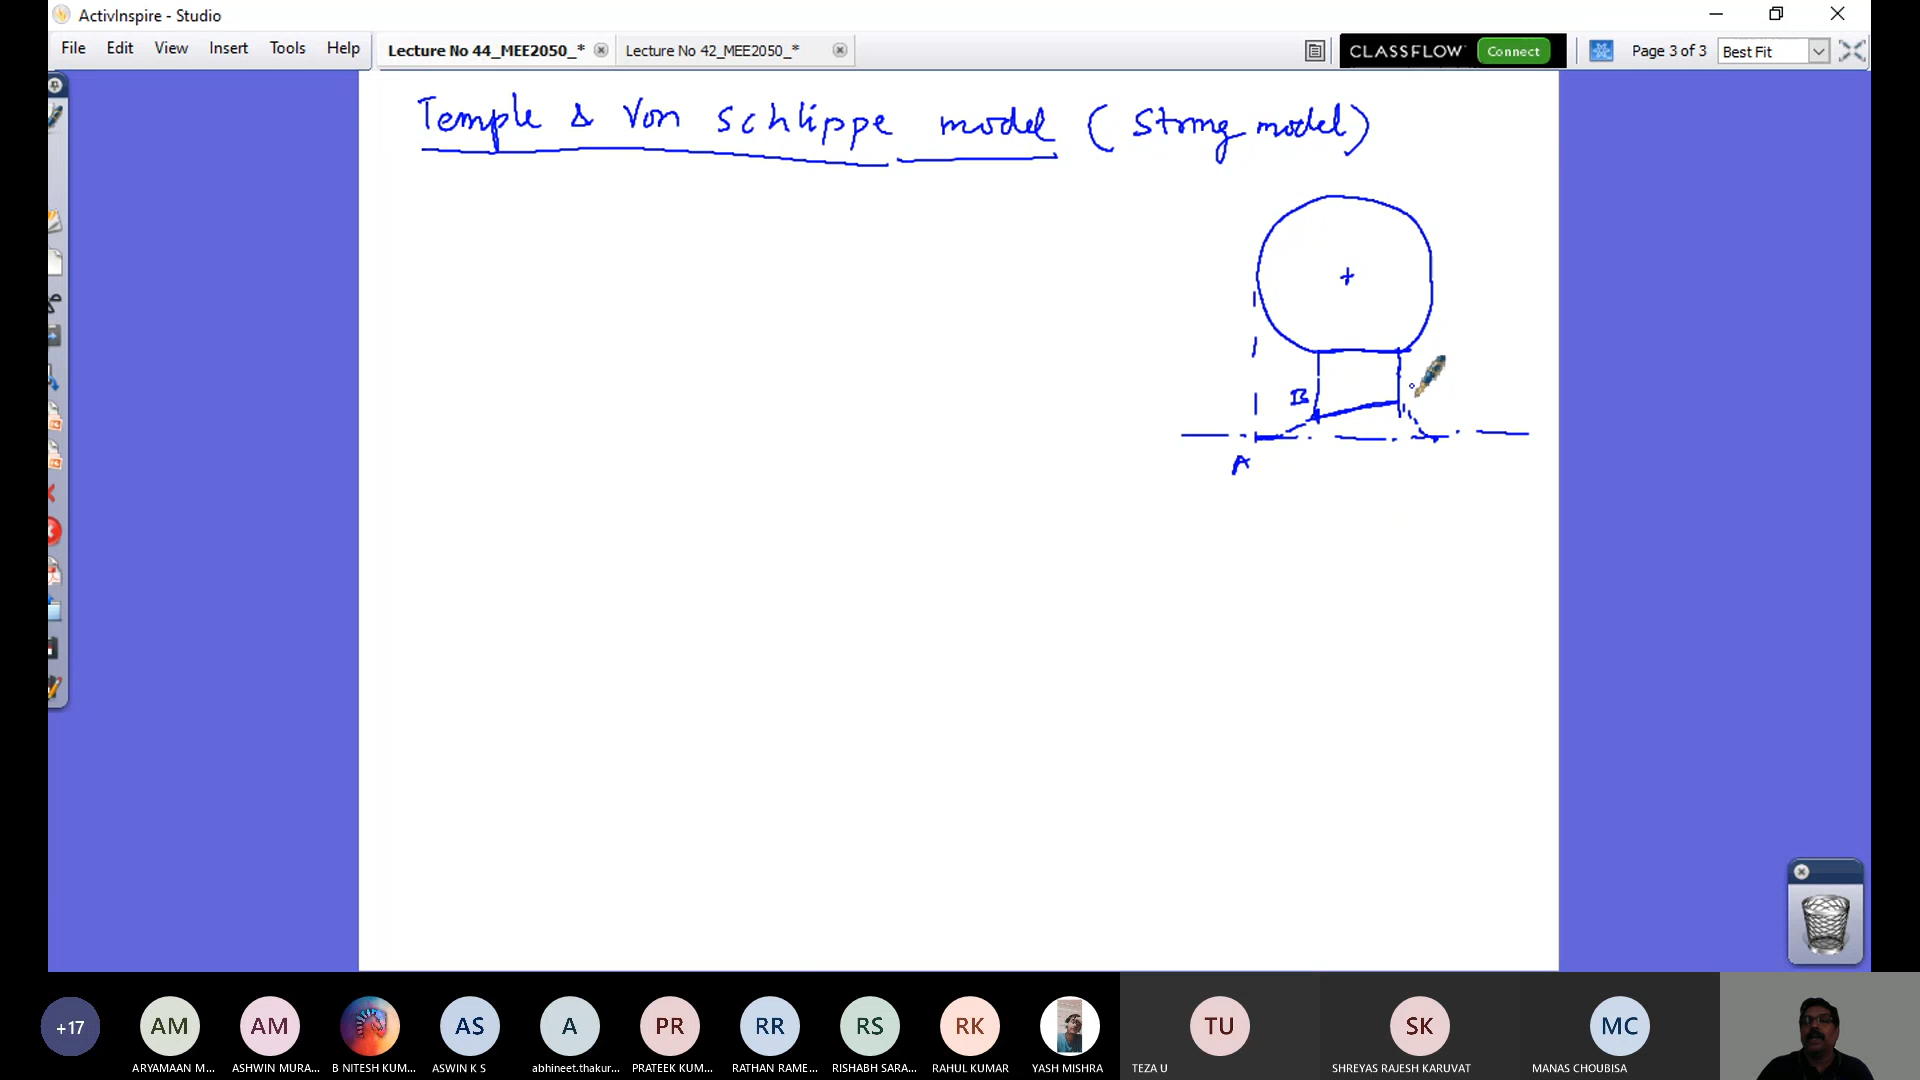 ActivInspire - Studio
File Edit View Insert Tools Help
Lecture No 44_MEE2050_* Lecture No 42_MEE2050_*
CLASSFLOW Connect
Page 3 of 3 Best Fit
Temple & Von Schlippe model (String model)
B
A
+17
AM AM AS A PR RR RS RK TU SK MC
ARYAMAAN M... ASHWIN MURA... B NITESH KUM... ASWIN K S abhineet.thakur... PRATEEK KUM... RATHAN RAME... RISHABH SARA... RAHUL KUMAR YASH MISHRA TEZA U SHREYAS RAJESH KARUVAT MANAS CHOUBISA